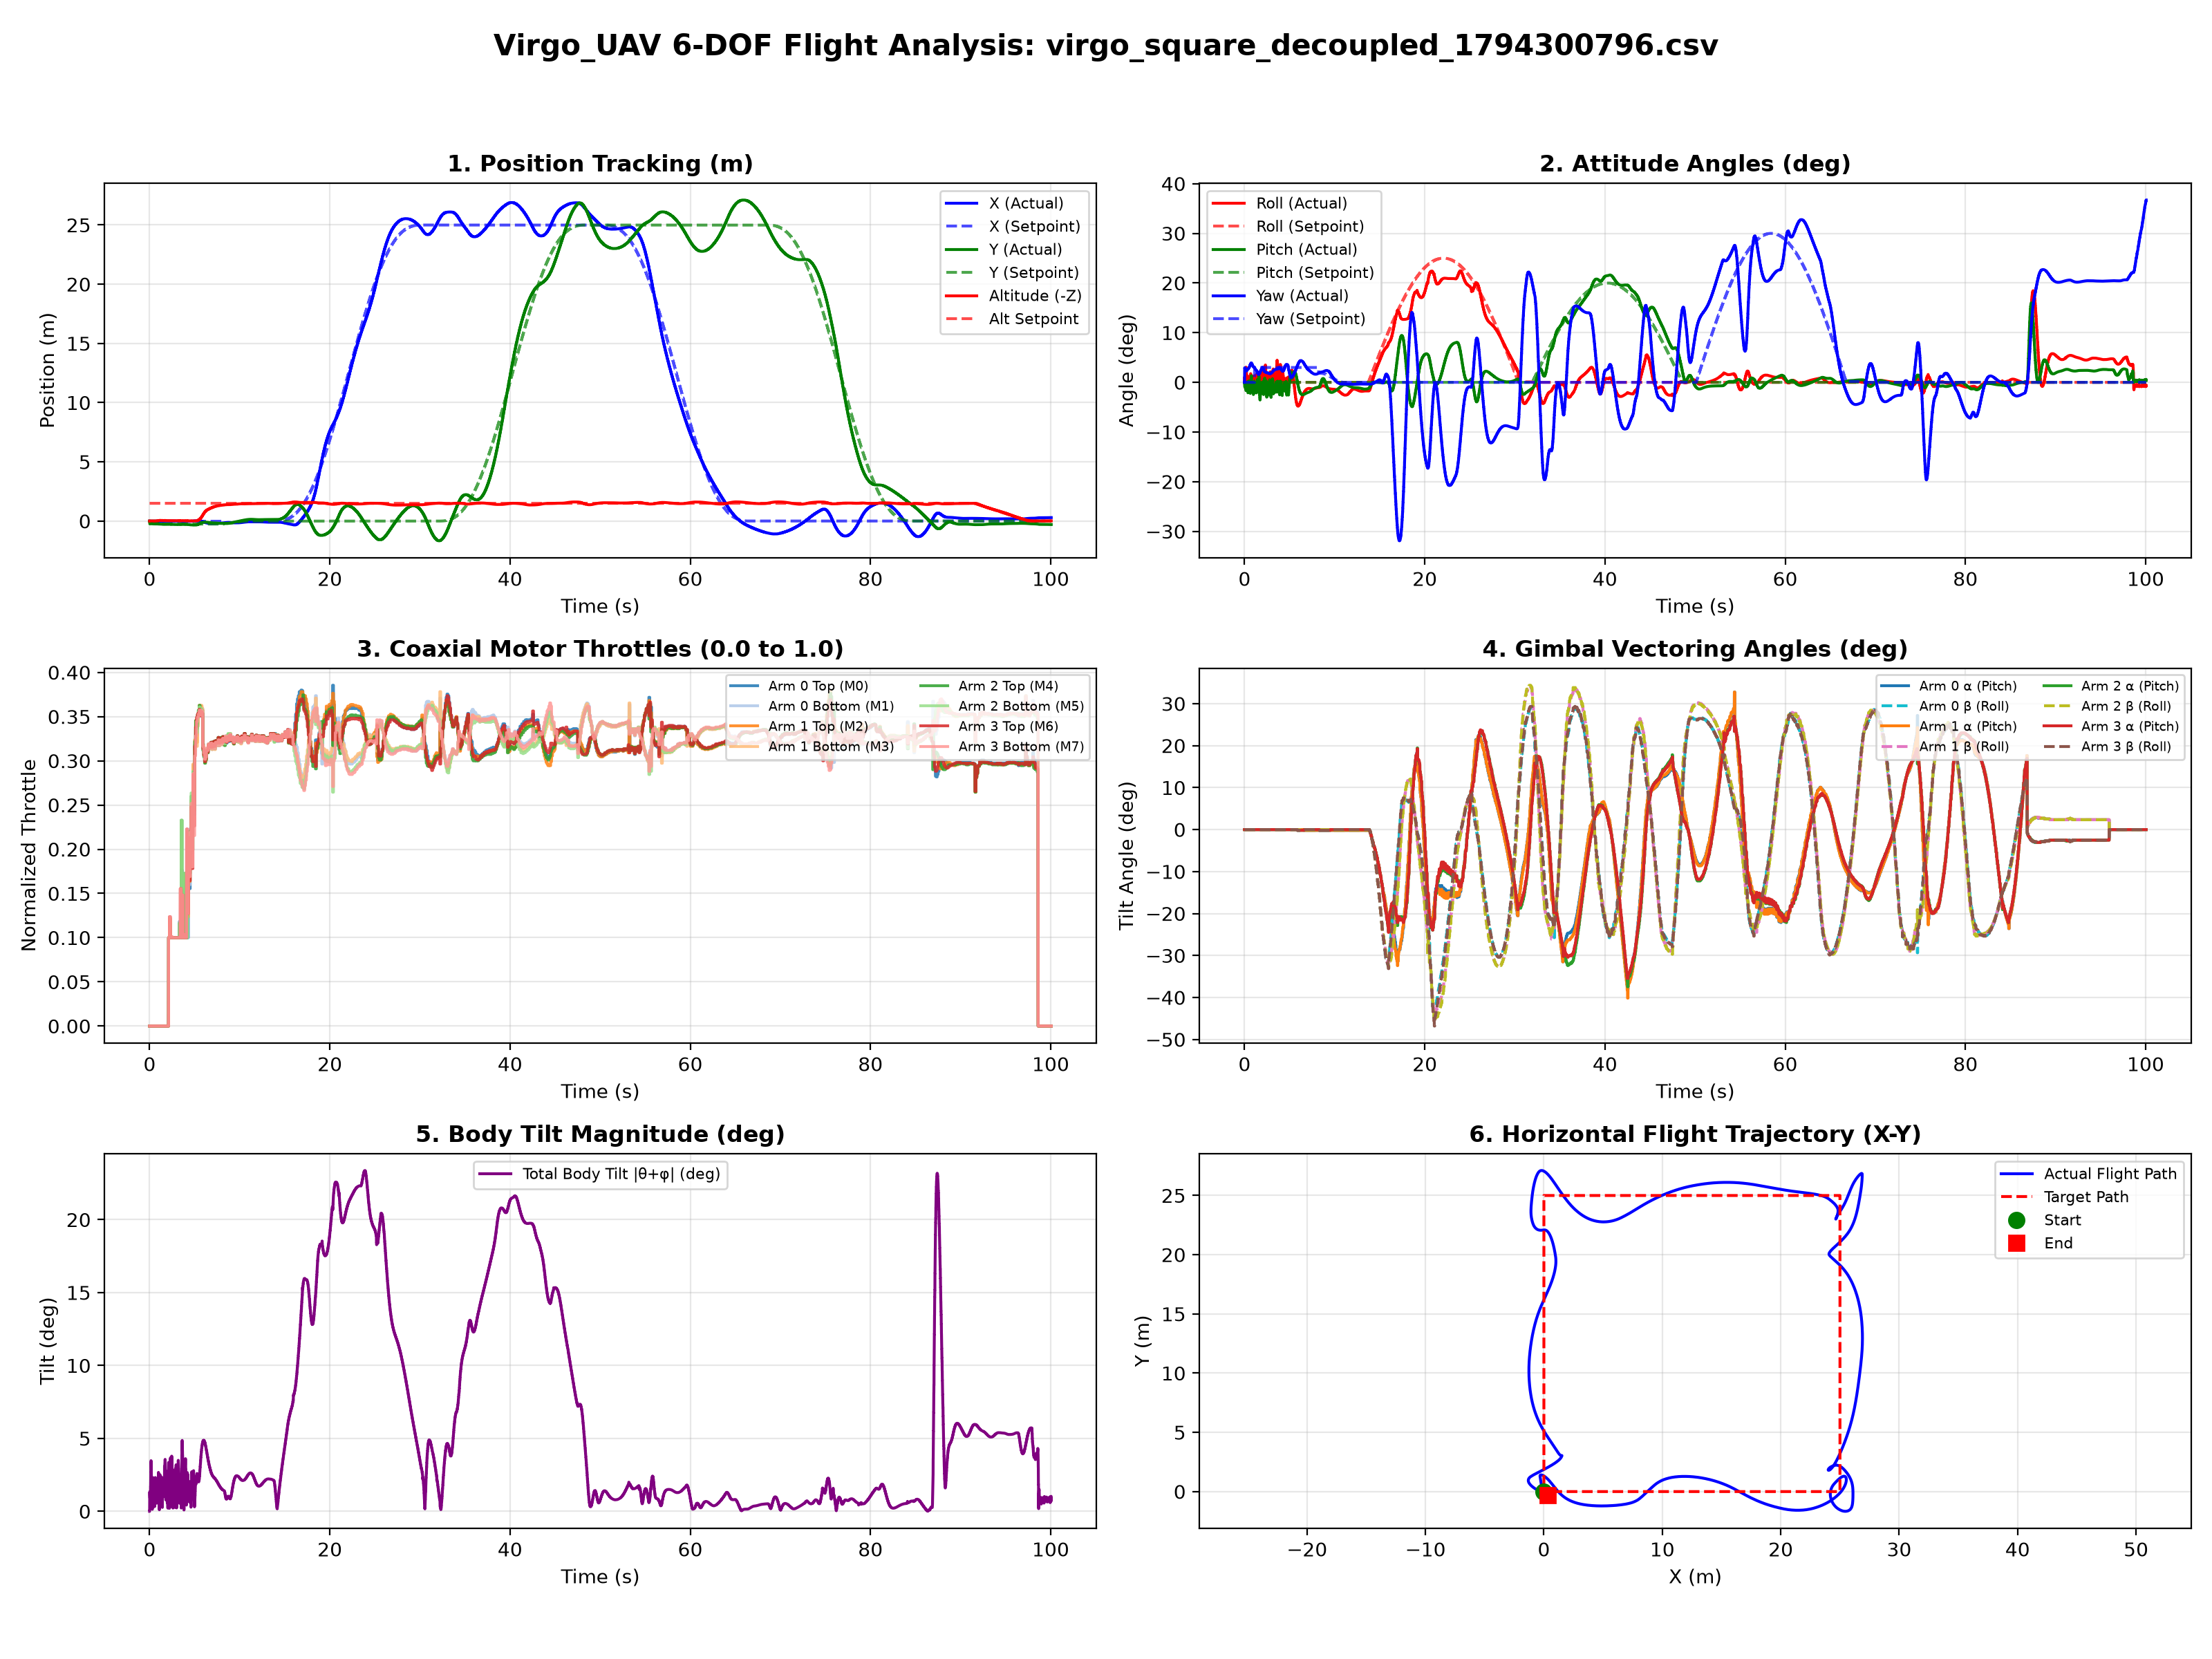 Virgo_UAV 6-DOF Flight Analysis: virgo_square_decoupled_1794300796.csv
1. Position Tracking (m)
Position (m)
25
20
15
10
5
0
X (Actual)
X (Setpoint)
Y (Actual)
Y (Setpoint)
Altitude (-Z)
Alt Setpoint
0 20 40 60 80 100
Time (s)
2. Attitude Angles (deg)
Angle (deg)
40
30
20
10
0
−10
−20
−30
Roll (Actual)
Roll (Setpoint)
Pitch (Actual)
Pitch (Setpoint)
Yaw (Actual)
Yaw (Setpoint)
0 20 40 60 80 100
Time (s)
3. Coaxial Motor Throttles (0.0 to 1.0)
Normalized Throttle
0.40
0.35
0.30
0.25
0.20
0.15
0.10
0.05
0.00
Arm 0 Top (M0)
Arm 0 Bottom (M1)
Arm 1 Top (M2)
Arm 1 Bottom (M3)
Arm 2 Top (M4)
Arm 2 Bottom (M5)
Arm 3 Top (M6)
Arm 3 Bottom (M7)
0 20 40 60 80 100
Time (s)
4. Gimbal Vectoring Angles (deg)
Tilt Angle (deg)
30
20
10
0
−10
−20
−30
−40
−50
Arm 0 α (Pitch)
Arm 0 β (Roll)
Arm 1 α (Pitch)
Arm 1 β (Roll)
Arm 2 α (Pitch)
Arm 2 β (Roll)
Arm 3 α (Pitch)
Arm 3 β (Roll)
0 20 40 60 80 100
Time (s)
5. Body Tilt Magnitude (deg)
Tilt (deg)
20
15
10
5
0
Total Body Tilt |θ+φ| (deg)
0 20 40 60 80 100
Time (s)
6. Horizontal Flight Trajectory (X-Y)
Y (m)
25
20
15
10
5
0
Actual Flight Path
Target Path
Start
End
−20 −10 0 10 20 30 40 50
X (m)